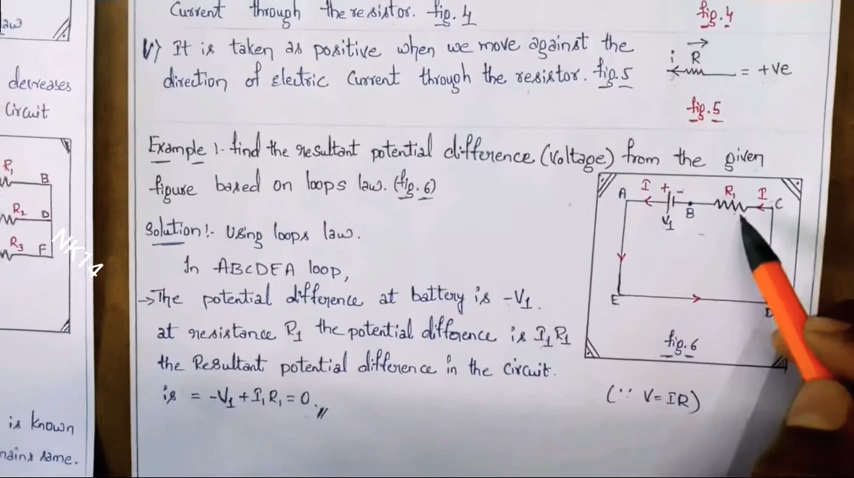 Current through the resistor. fig.4
fig.4
V) It is taken as positive when we move against the
direction of electric Current through the resistor. fig.5
i R = +ve
fig.5
Example 1. find the resultant potential difference (Voltage) from the given
figure based on loops law. (fig.6)
Solution!. Using loops law.
In ABCDEA loop,
→The potential difference at battery is -V1.
at resistance R1 the potential difference is I1R1
the Resultant potential difference in the circuit.
is = -V1 + I1R1 = 0.
A I + - R1 I C
V1 B
E D
fig.6
(∵ V=IR)
aw
decreases
Circuit
R1 B
R2 D
R3 F
NK14
is known
mains same.